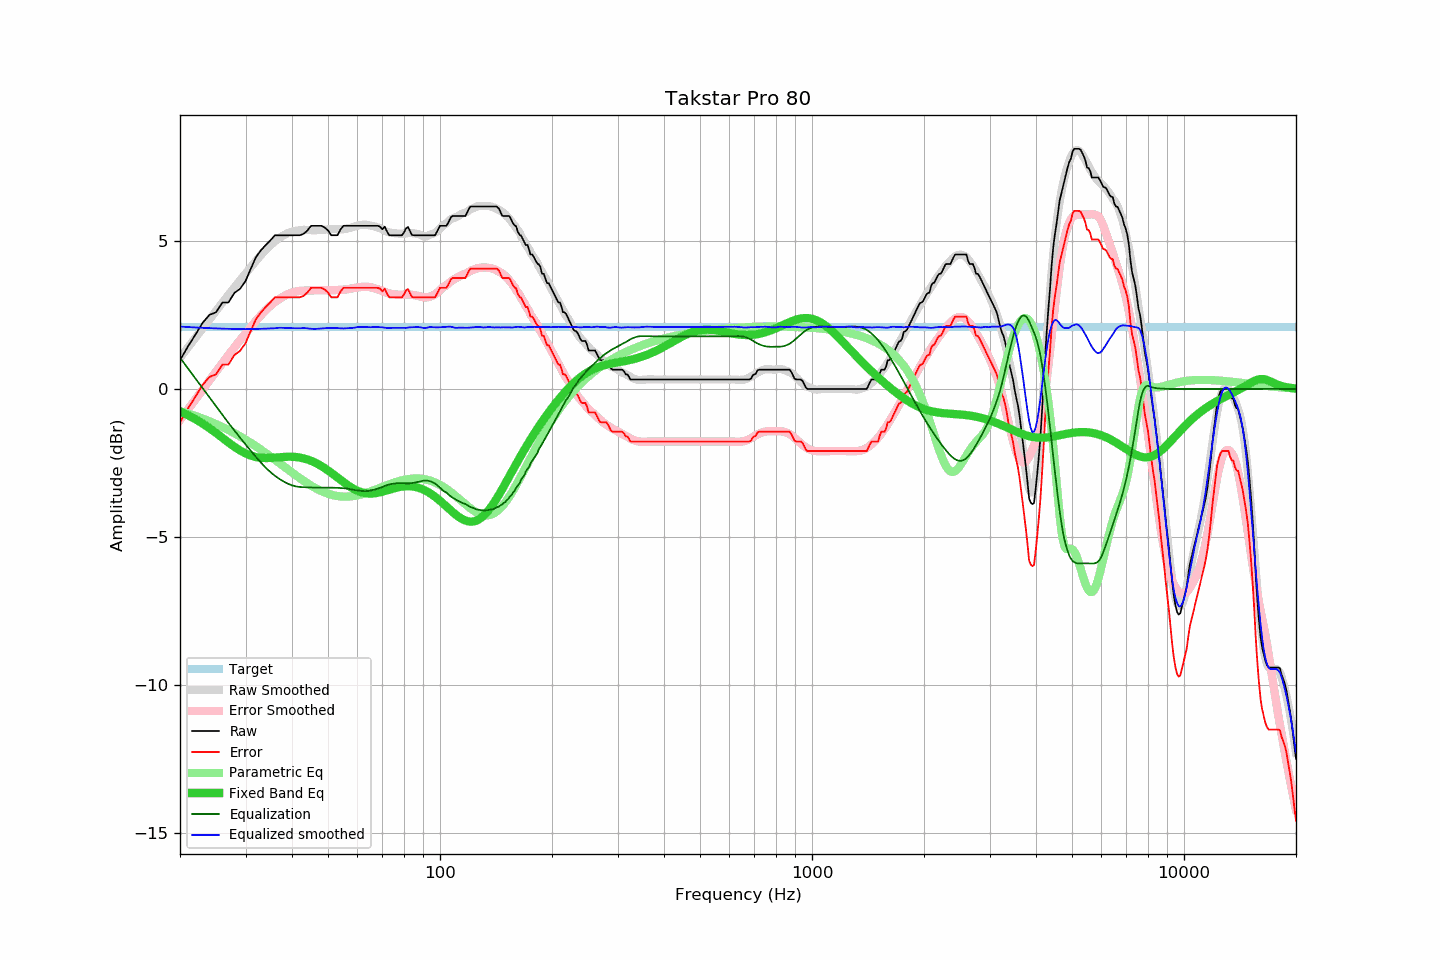 Takstar Pro 80
Amplitude (dBr)
5
0
−5
−10
−15
Target
Raw Smoothed
Error Smoothed
Raw
Error
Parametric Eq
Fixed Band Eq
Equalization
Equalized smoothed
100 1000 10000
Frequency (Hz)